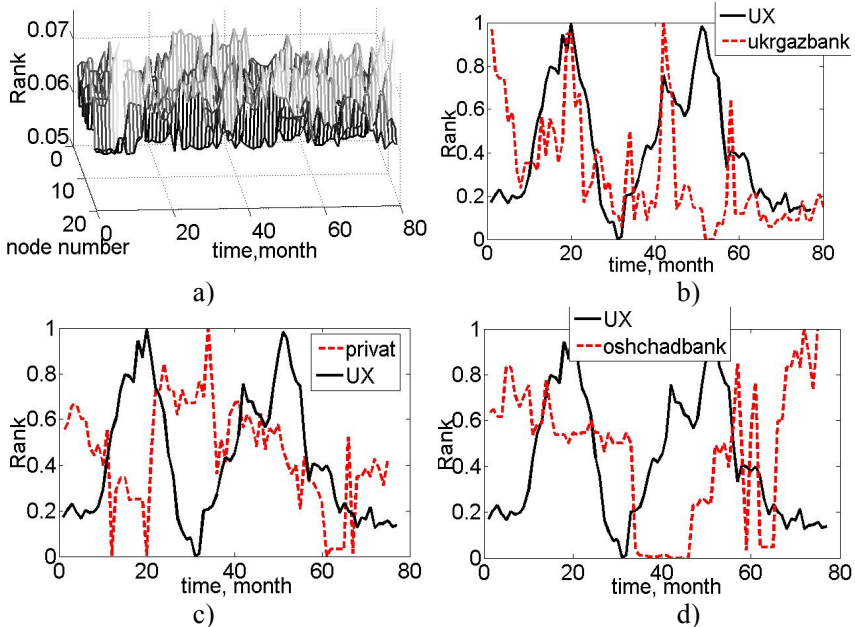 0.07
0.06
0.05
Rank
0
10
20
0
20
40
60
80
node number
time,month
a)
1
0.8
0.6
0.4
0.2
0
Rank
UX
ukrgazbank
0
20
40
60
80
time, month
b)
1
0.8
0.6
0.4
0.2
0
Rank
privat
UX
0
20
40
60
80
time, month
c)
1
0.8
0.6
0.4
0.2
0
Rank
UX
oshchadbank
0
20
40
60
80
time, month
d)